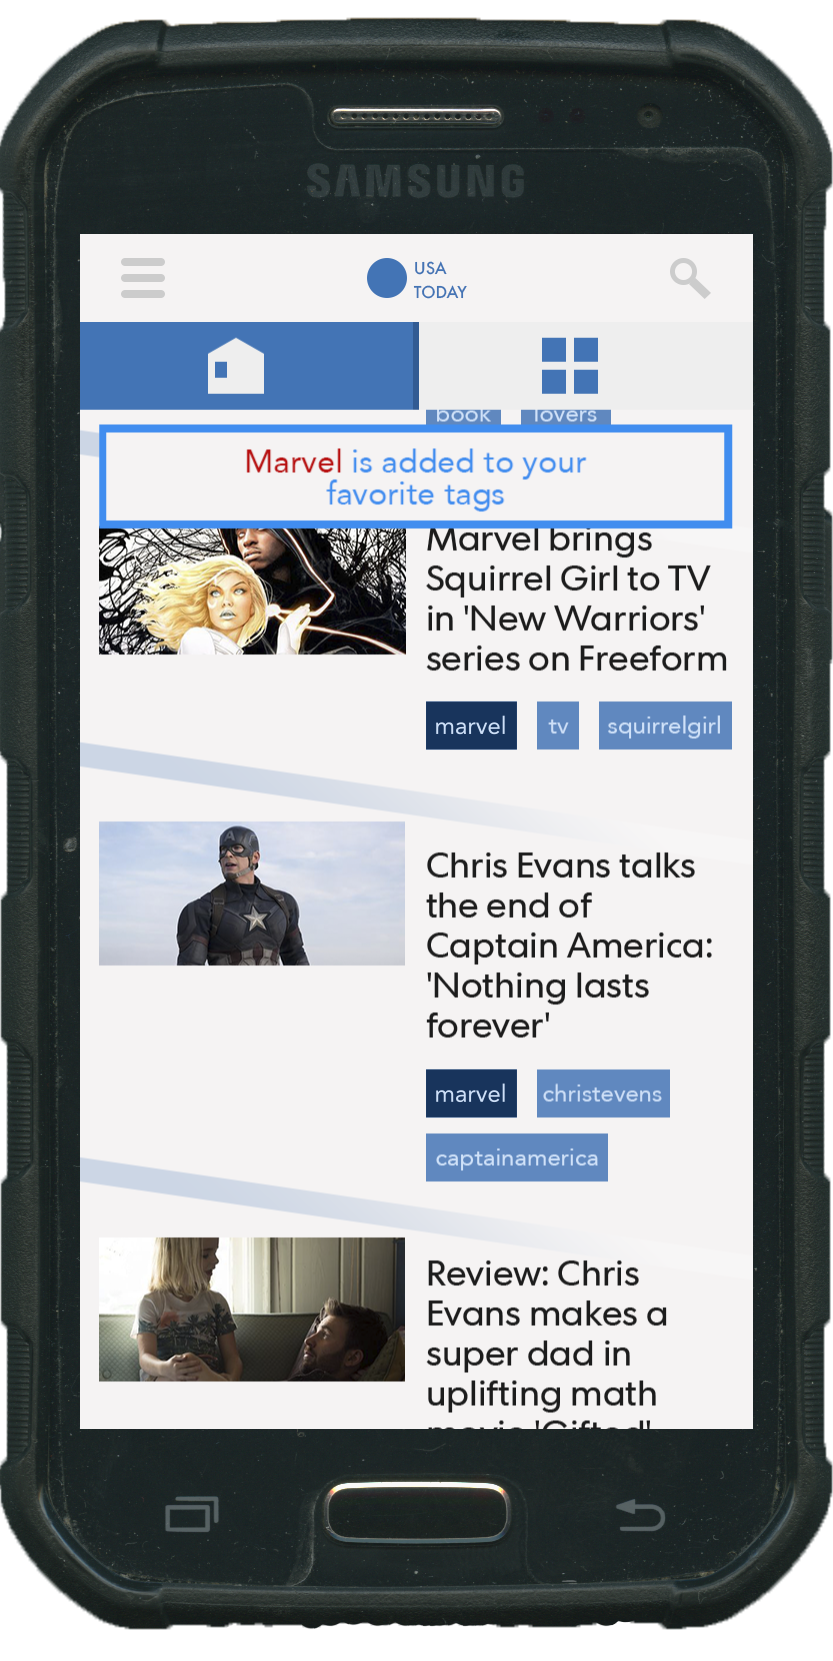 SAMSUNG
USA
TODAY
book lovers
Marvel is added to your
favorite tags
Marvel brings
Squirrel Girl to TV
in 'New Warriors'
series on Freeform
marvel tv squirrelgirl
Chris Evans talks
the end of
Captain America:
'Nothing lasts
forever'
marvel christevens
captainamerica
Review: Chris
Evans makes a
super dad in
uplifting math
movie 'Gifted'